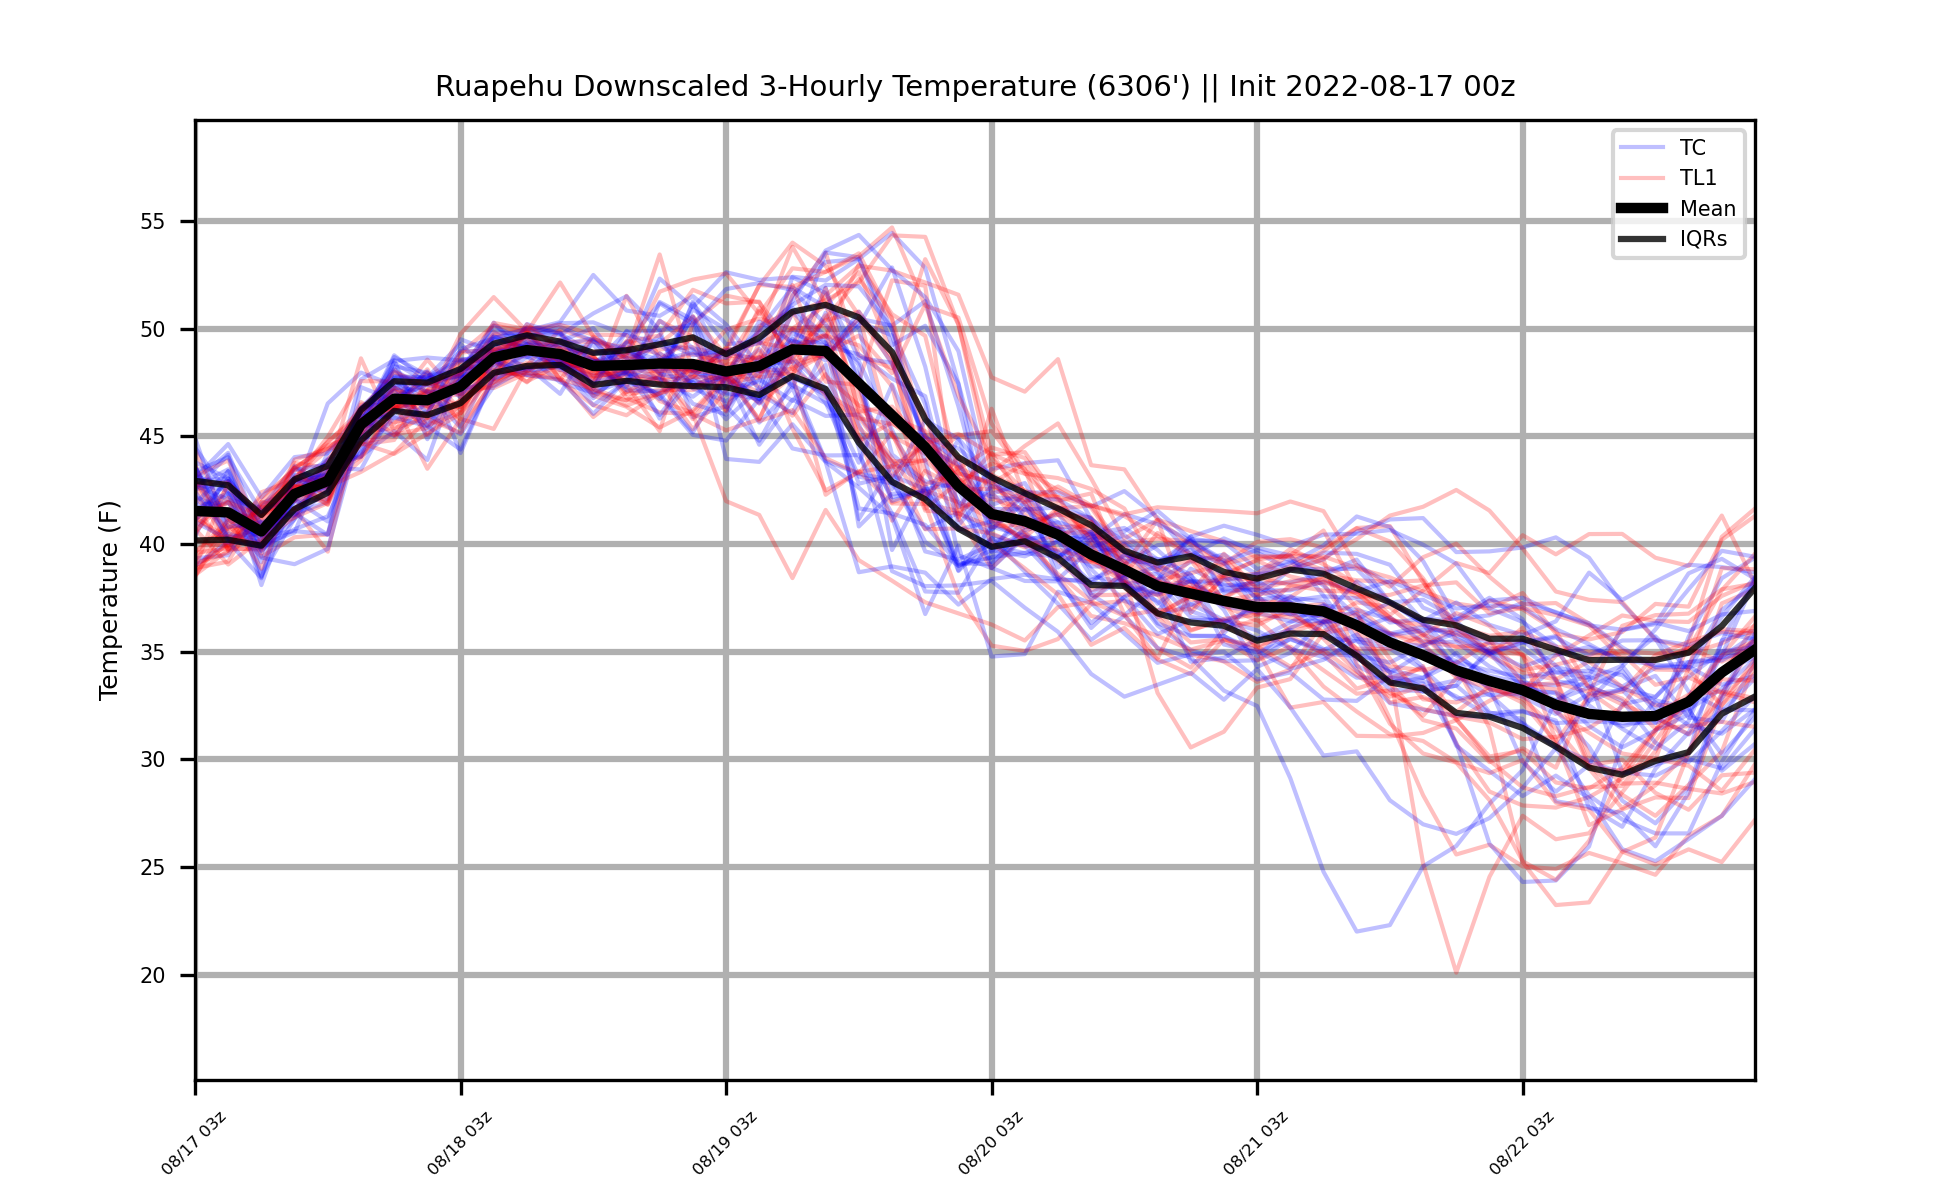 Ruapehu Downscaled 3-Hourly Temperature (6306') || Init 2022-08-17 00z
TC
TL1
Mean
IQRs
Temperature (F)
55
50
45
40
35
30
25
20
08/17 03z
08/18 03z
08/19 03z
08/20 03z
08/21 03z
08/22 03z